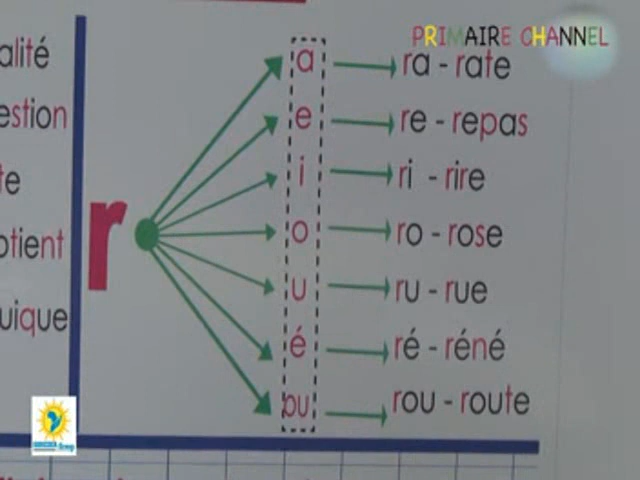 PRIMAIRE CHANNEL
alité
estion
te
otient
uique
r
a ra - rate
e re - repas
i ri - rire
o ro - rose
u ru - rue
é ré - réné
ou rou - route